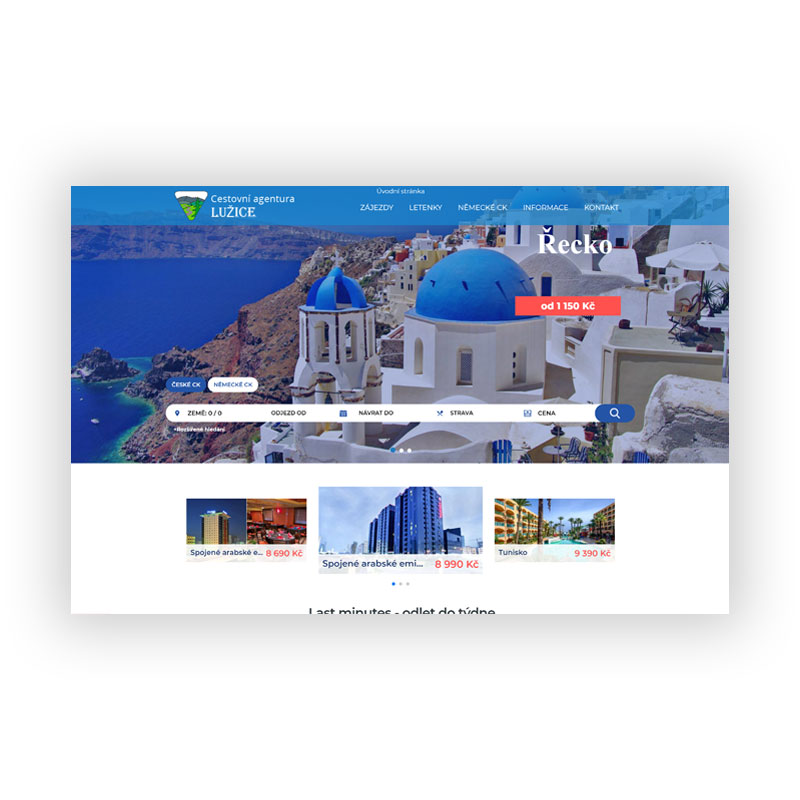 Úvodní stránka
Cestovní agentura
LUŽICE
ZÁJEZDY LETENKY NĚMECKÉ CK INFORMACE KONTAKT
Řecko
od 1 150 Kč
ČESKÉ CK NĚMECKÉ CK
ZEMĚ: 0 / 0 ODJEZD OD NÁVRAT DO STRAVA CENA
+Rozšířené hledání
Spojené arabské e... 8 690 Kč
Spojené arabské emi... 8 990 Kč
Tunisko 9 390 Kč
Last minutes - odlet do týdne